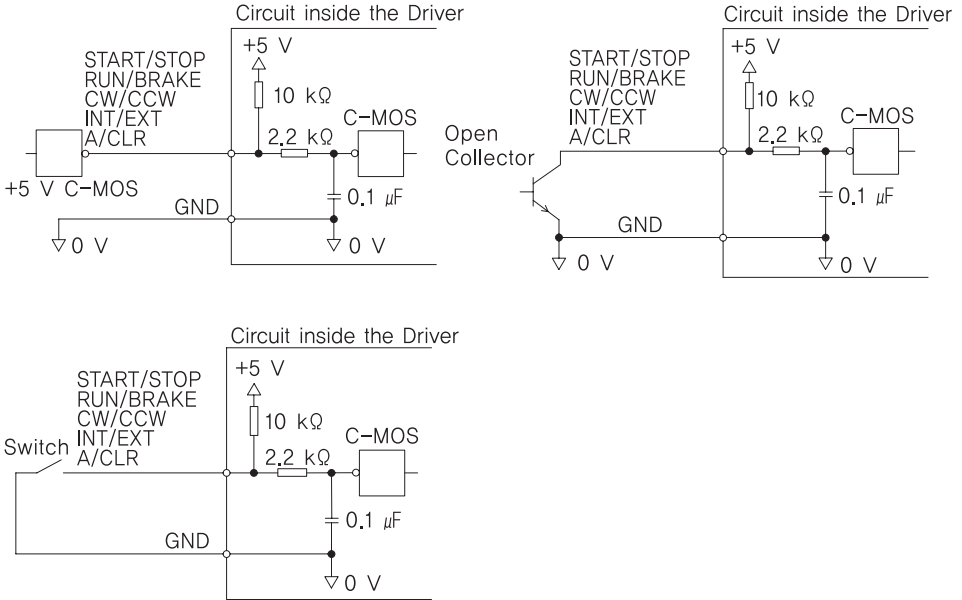 Circuit inside the Driver
+5 V
START/STOP
RUN/BRAKE
CW/CCW
INT/EXT
A/CLR
10 kΩ
C-MOS
2.2 kΩ
+5 V C-MOS
0.1 μF
GND
0 V
0 V
Circuit inside the Driver
+5 V
START/STOP
RUN/BRAKE
CW/CCW
INT/EXT
A/CLR
10 kΩ
C-MOS
2.2 kΩ
Open
Collector
0.1 μF
GND
0 V
0 V
Circuit inside the Driver
+5 V
START/STOP
RUN/BRAKE
CW/CCW
INT/EXT
A/CLR
10 kΩ
C-MOS
Switch
2.2 kΩ
0.1 μF
GND
0 V